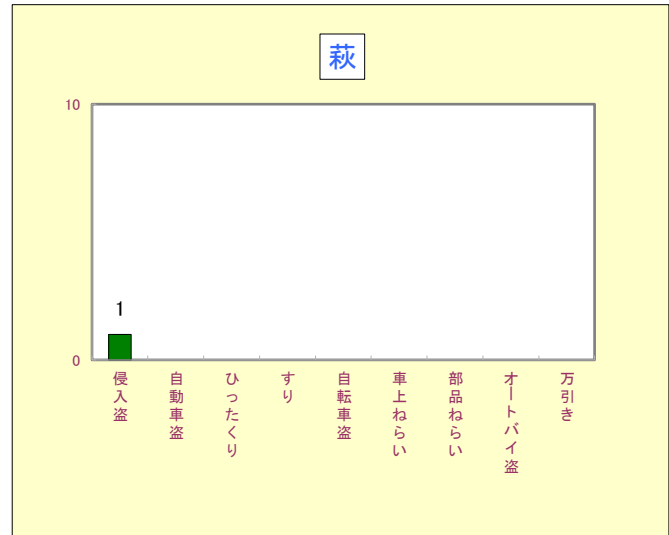 萩
10
1
0
侵入盗
自動車盗
ひったくり
すり
自転車盗
車上ねらい
部品ねらい
オートバイ盗
万引き